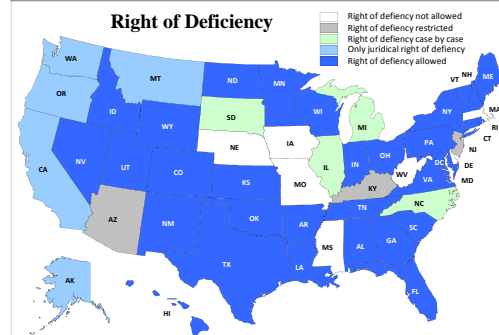 Right of Deficiency
Right of defiency not allowed
Right of defiency restricted
Right of defiency case by case
Only juridical right of defiency
Right of defiency allowed
WA
OR
CA
NV
ID
MT
WY
UT
AZ
CO
NM
ND
SD
NE
KS
OK
TX
MN
IA
MO
AR
LA
WI
IL
MI
IN
OH
KY
TN
MS
AL
GA
FL
SC
NC
VA
WV
PA
NY
VT
NH
ME
MA
RI
CT
NJ
DE
MD
DC
AK
HI